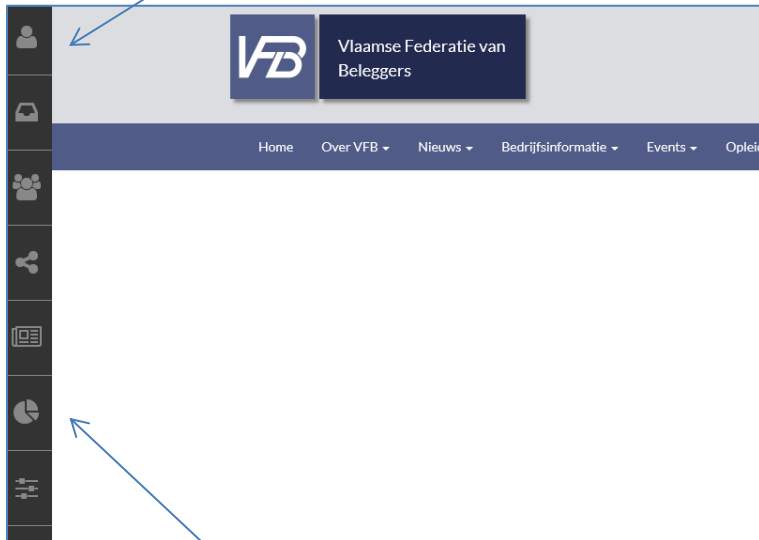 VFB
Vlaamse Federatie van
Beleggers
Home Over VFB Nieuws Bedrijfsinformatie Events